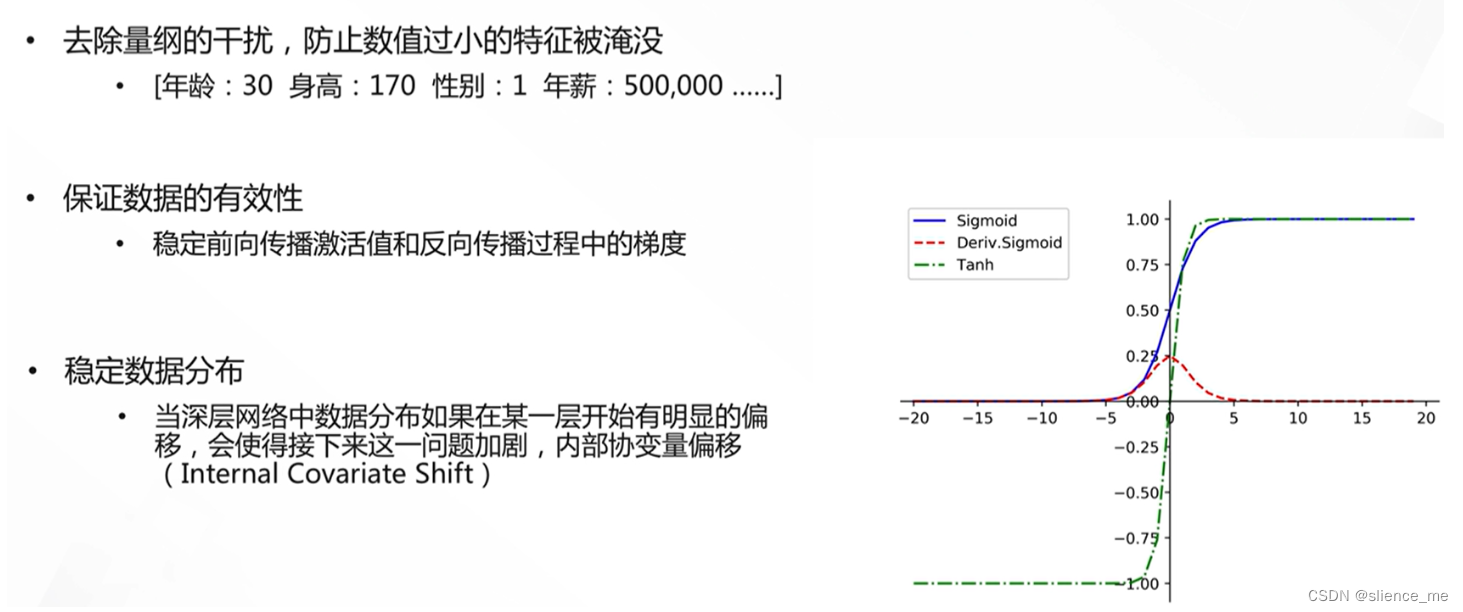 • 去除量纲的干扰，防止数值过小的特征被淹没
• [年龄：30 身高：170 性别：1 年薪：500,000 ……]
• 保证数据的有效性
• 稳定前向传播激活值和反向传播过程中的梯度
• 稳定数据分布
• 当深层网络中数据分布如果在某一层开始有明显的偏
移，会使得接下来这一问题加剧，内部协变量偏移
（Internal Covariate Shift）
Sigmoid
Deriv.Sigmoid
Tanh
1.00
0.75
0.50
0.25
0.00
−20 −15 −10 −5 0 5 10 15 20
−0.25
−0.50
−0.75
−1.00
CSDN @slience_me